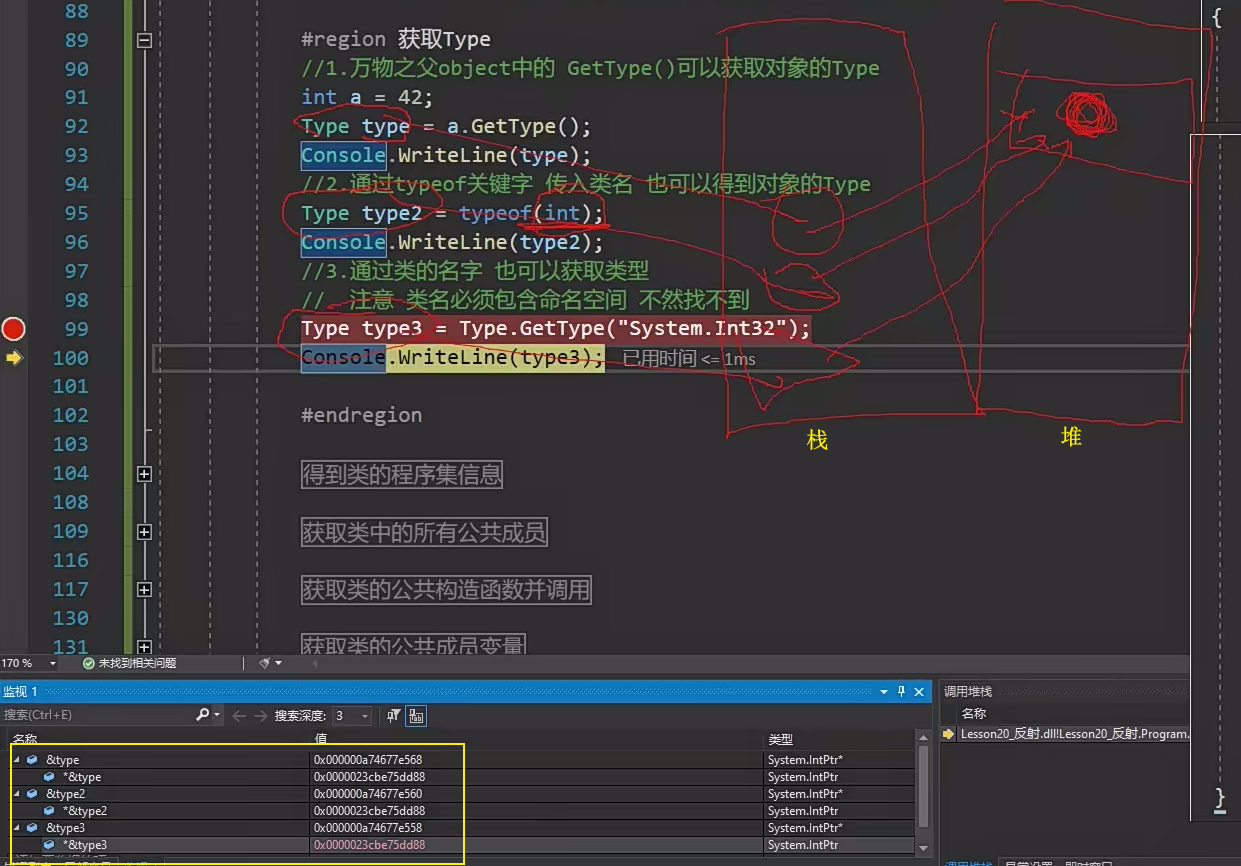 88
89 #region 获取Type
90 //1.万物之父object中的 GetType()可以获取对象的Type
91 int a = 42;
92 Type type = a.GetType();
93 Console.WriteLine(type);
94 //2.通过typeof关键字 传入类名 也可以得到对象的Type
95 Type type2 = typeof(int);
96 Console.WriteLine(type2);
97 //3.通过类的名字 也可以获取类型
98 // 注意 类名必须包含命名空间 不然找不到
99 Type type3 = Type.GetType("System.Int32");
100 Console.WriteLine(type3); 已用时间 <= 1ms
101
102 #endregion
103
104 得到类的程序集信息
108
109 获取类中的所有公共成员
116
117 获取类的公共构造函数并调用
130
131 获取类的公共成员变量
{
}
栈
堆
170 % 未找到相关问题
监视 1
搜索(Ctrl+E) 搜索深度: 3
名称 值 类型
&type 0x000000a74677e568 System.IntPtr*
*&type 0x0000023cbe75dd88 System.IntPtr
&type2 0x000000a74677e560 System.IntPtr*
*&type2 0x0000023cbe75dd88 System.IntPtr
&type3 0x000000a74677e558 System.IntPtr*
*&type3 0x0000023cbe75dd88 System.IntPtr
调用堆栈
名称
Lesson20_反射.dll!Lesson20_反射.Program.
调用堆栈 异常设置 即时窗口